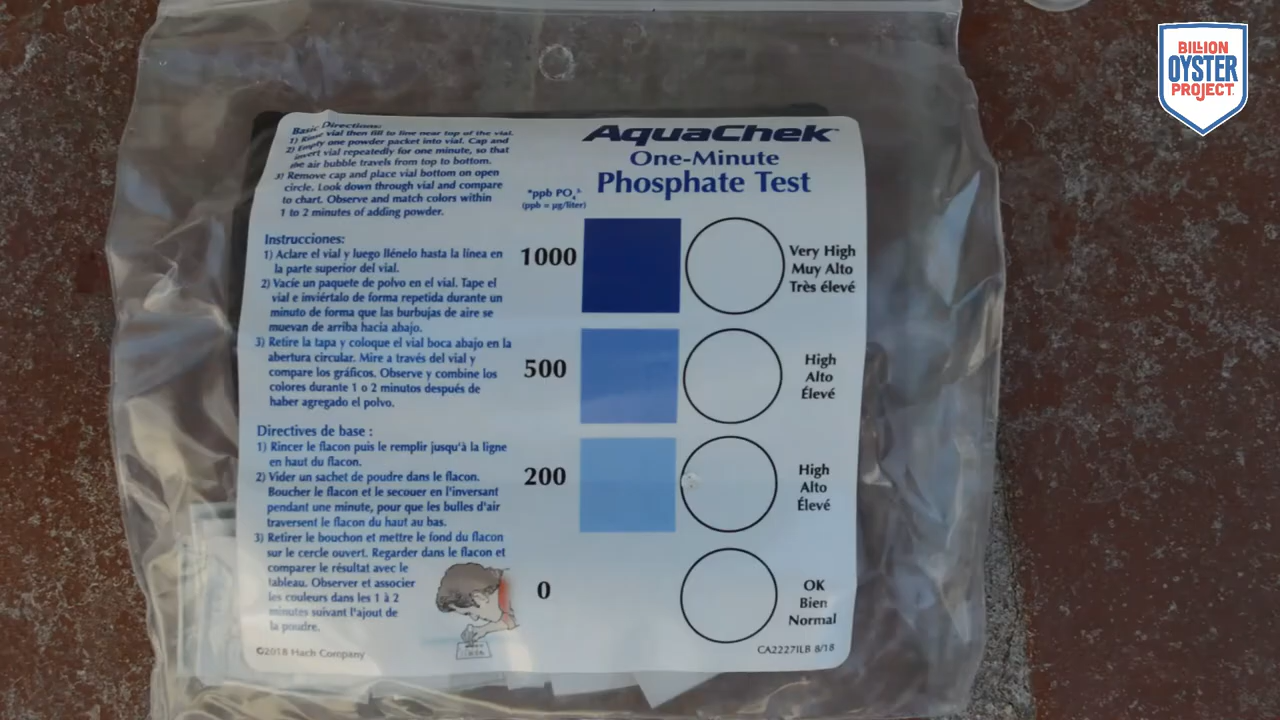 BILLION
OYSTER
PROJECT
Basic Directions:
1) Rinse vial then fill to line near top of the vial.
2) Empty one powder packet into vial. Cap and
invert vial repeatedly for one minute, so that
the air bubble travels from top to bottom.
3) Remove cap and place vial bottom on open
circle. Look down through vial and compare
to chart. Observe and match colors within
1 to 2 minutes of adding powder.
Instrucciones:
1) Aclare el vial y luego llénelo hasta la línea en
la parte superior del vial.
2) Vacíe un paquete de polvo en el vial. Tape el
vial e inviértalo de forma repetida durante un
minuto de forma que las burbujas de aire se
muevan de arriba hacia abajo.
3) Retire la tapa y coloque el vial boca abajo en la
abertura circular. Mire a través del vial y
compare los gráficos. Observe y combine los
colores durante 1 o 2 minutos después de
haber agregado el polvo.
Directives de base :
1) Rincer le flacon puis le remplir jusqu'à la ligne
en haut du flacon.
2) Vider un sachet de poudre dans le flacon.
Boucher le flacon et le secouer en l'inversant
pendant une minute, pour que les bulles d'air
traversent le flacon du haut au bas.
3) Retirer le bouchon et mettre le fond du flacon
sur le cercle ouvert. Regarder dans le flacon et
comparer le résultat avec le
tableau. Observer et associer
les couleurs dans les 1 à 2
minutes suivant l'ajout de
la poudre.
©2018 Hach Company
AquaChek
One-Minute
Phosphate Test
*ppb PO₄³
(ppb = µg/liter)
1000
Very High
Muy Alto
Très élevé
500
High
Alto
Élevé
200
High
Alto
Élevé
0
OK
Bien
Normal
CA2227ILB 8/18